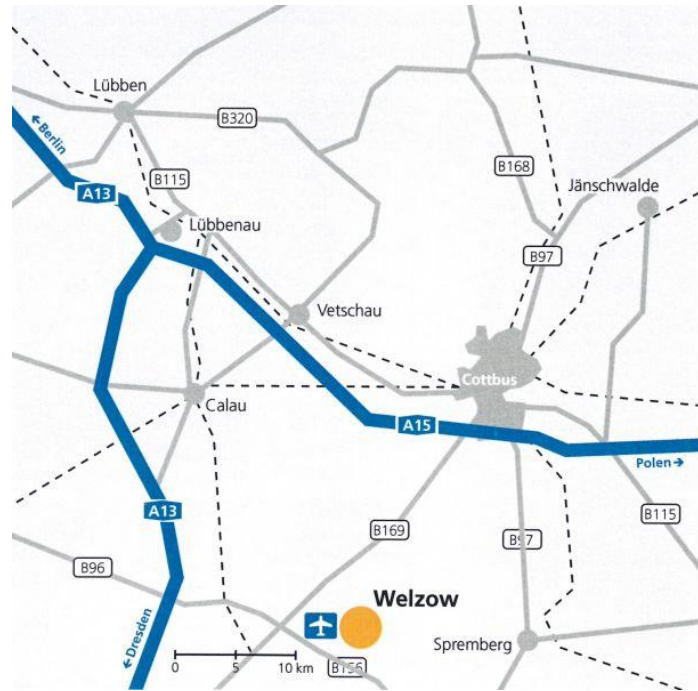 Lübben
B320
← Berlin
B168
B115
Jänschwalde
A13
Lübbenau
B97
Vetschau
Cottbus
Calau
A15
Polen →
A13
B169
B97
B115
B96
Welzow
← Dresden
Spremberg
0 5 10 km
B156